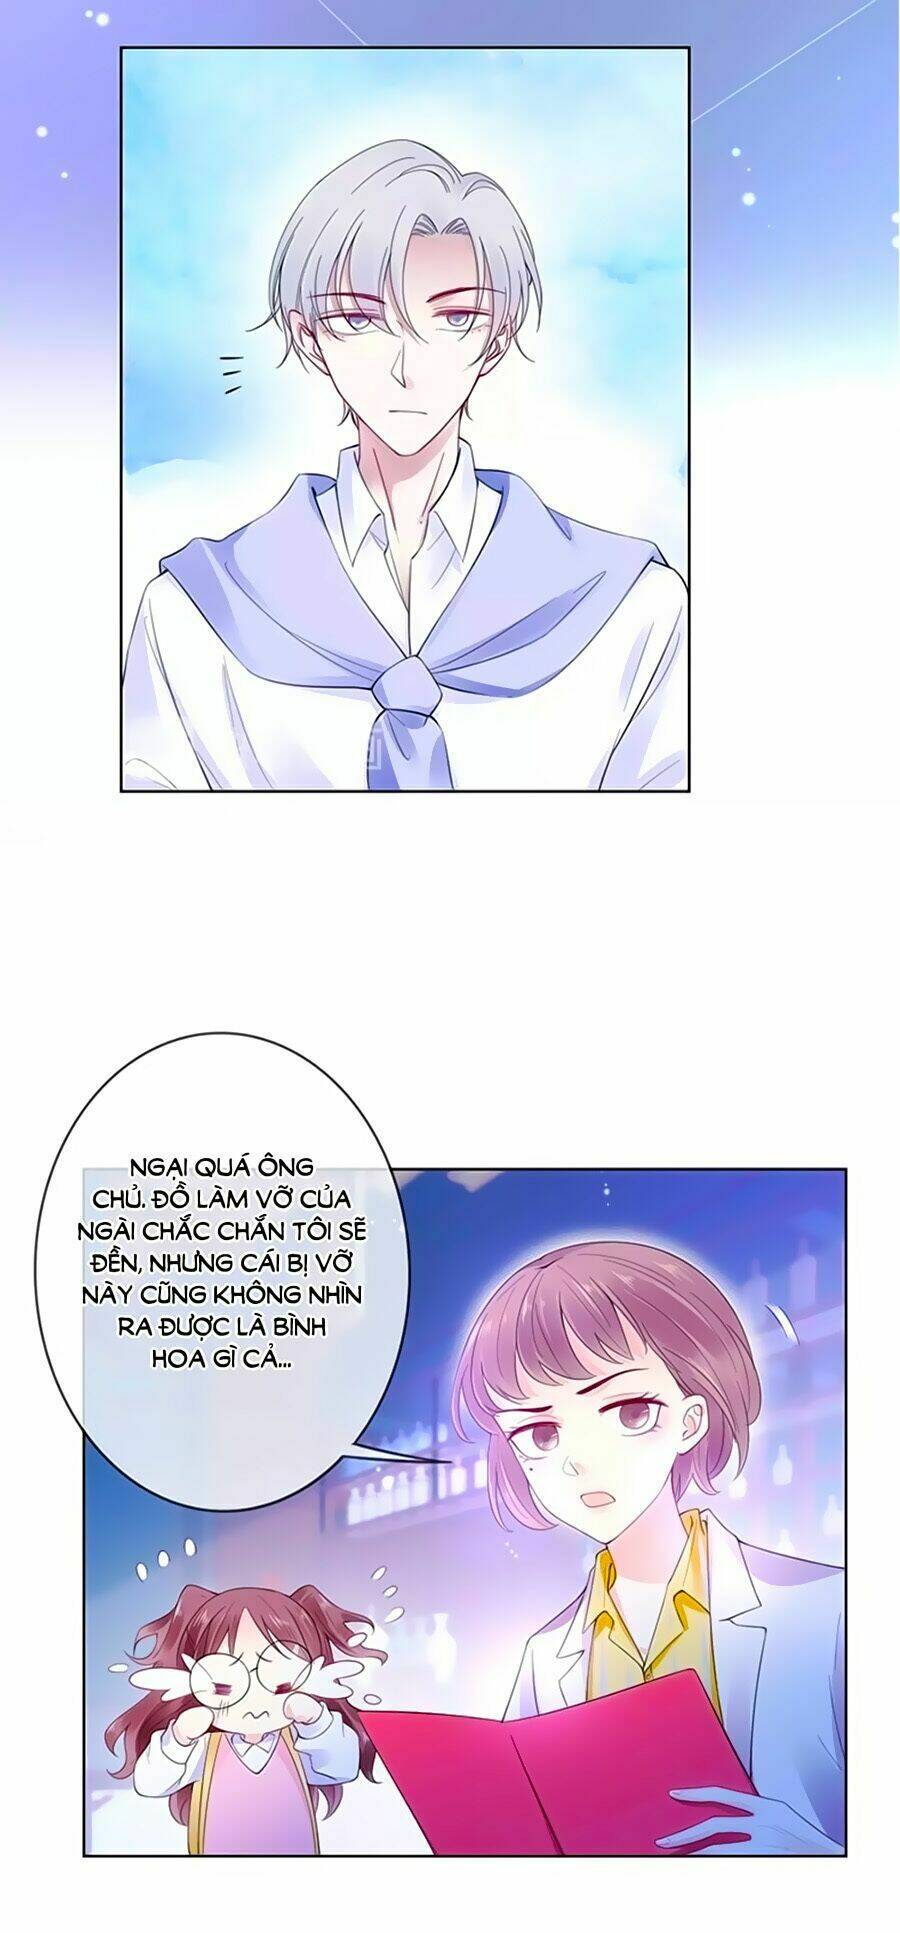 NGẠI QUÁ ÔNG
CHỦ. ĐỒ LÀM VỠ CỦA
NGÀI CHẮC CHẮN TÔI SẼ
ĐỀN, NHƯNG CÁI BỊ VỠ
NÀY CŨNG KHÔNG NHÌN
RA ĐƯỢC LÀ BÌNH
HOA GÌ CẢ...